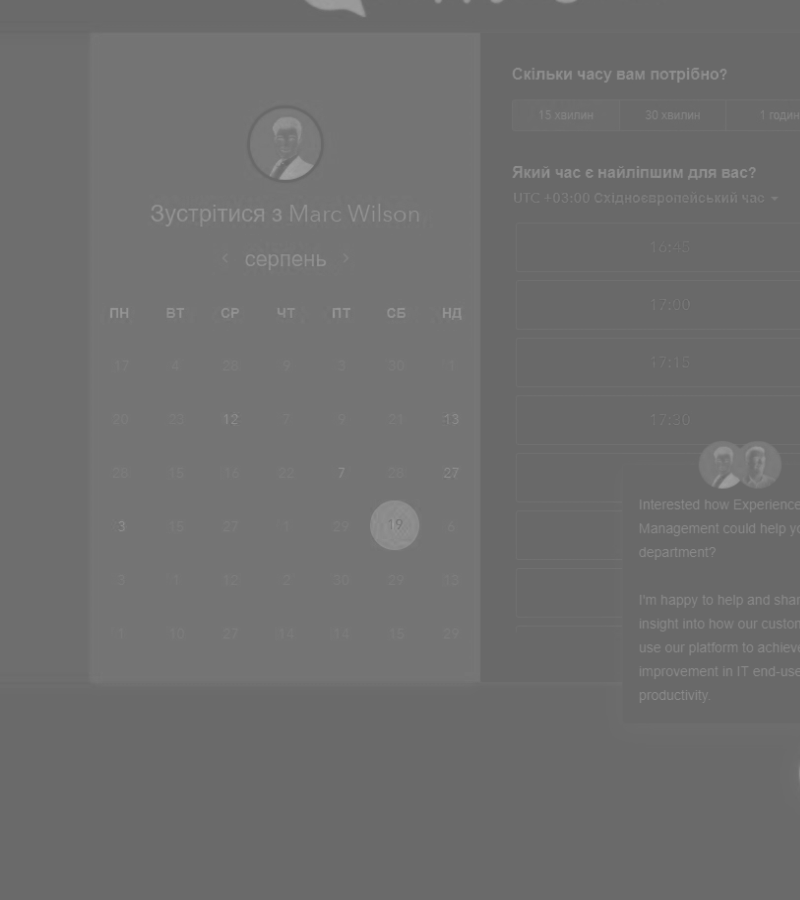 Зустрітися з Marc Wilson
серпень
ПН ВТ СР ЧТ ПТ СБ НД
17 4 28 9 3 30 1
20 23 12 7 9 21 13
28 15 16 22 7 28 27
3 15 27 11 29 19 6
3 1 12 2 30 29 13
1 10 27 14 14 15 29
Скільки часу вам потрібно?
15 хвилин 30 хвилин 1 годин
Який час є найліпшим для вас?
UTC +03:00 Східноєвропейський час
16:45
17:00
17:15
17:30
Interested how Experience
Management could help yo
department?
I'm happy to help and shar
insight into how our custon
use our platform to achieve
improvement in IT end-use
productivity.